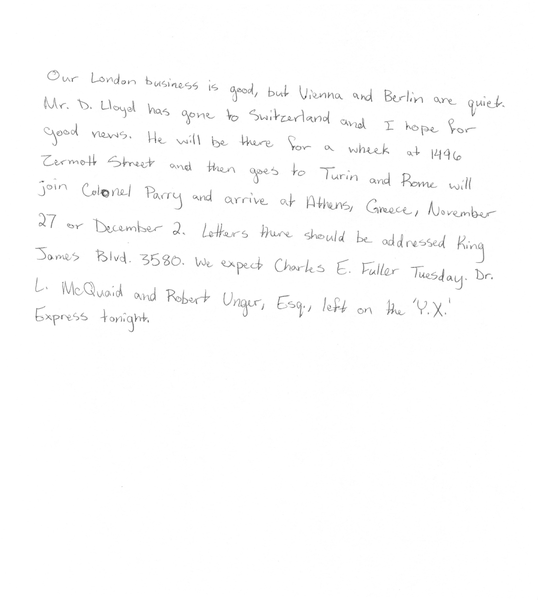 Our London business is good, but Vienna and Berlin are quiet.
Mr. D. Lloyd has gone to Switzerland and I hope for
good news. He will be there for a wheek at 1496
Zermott Street and then goes to Turin and Rome will
join Colonel Parry and arrive at Athens, Greece, November
27 or December 2. Letters there should be addressed King
James Blvd. 3580. We expect Charles E. Fuller Tuesday. Dr.
L. McQuaid and Robert Unger, Esq., left on the 'Y.X.'
Express tonight.